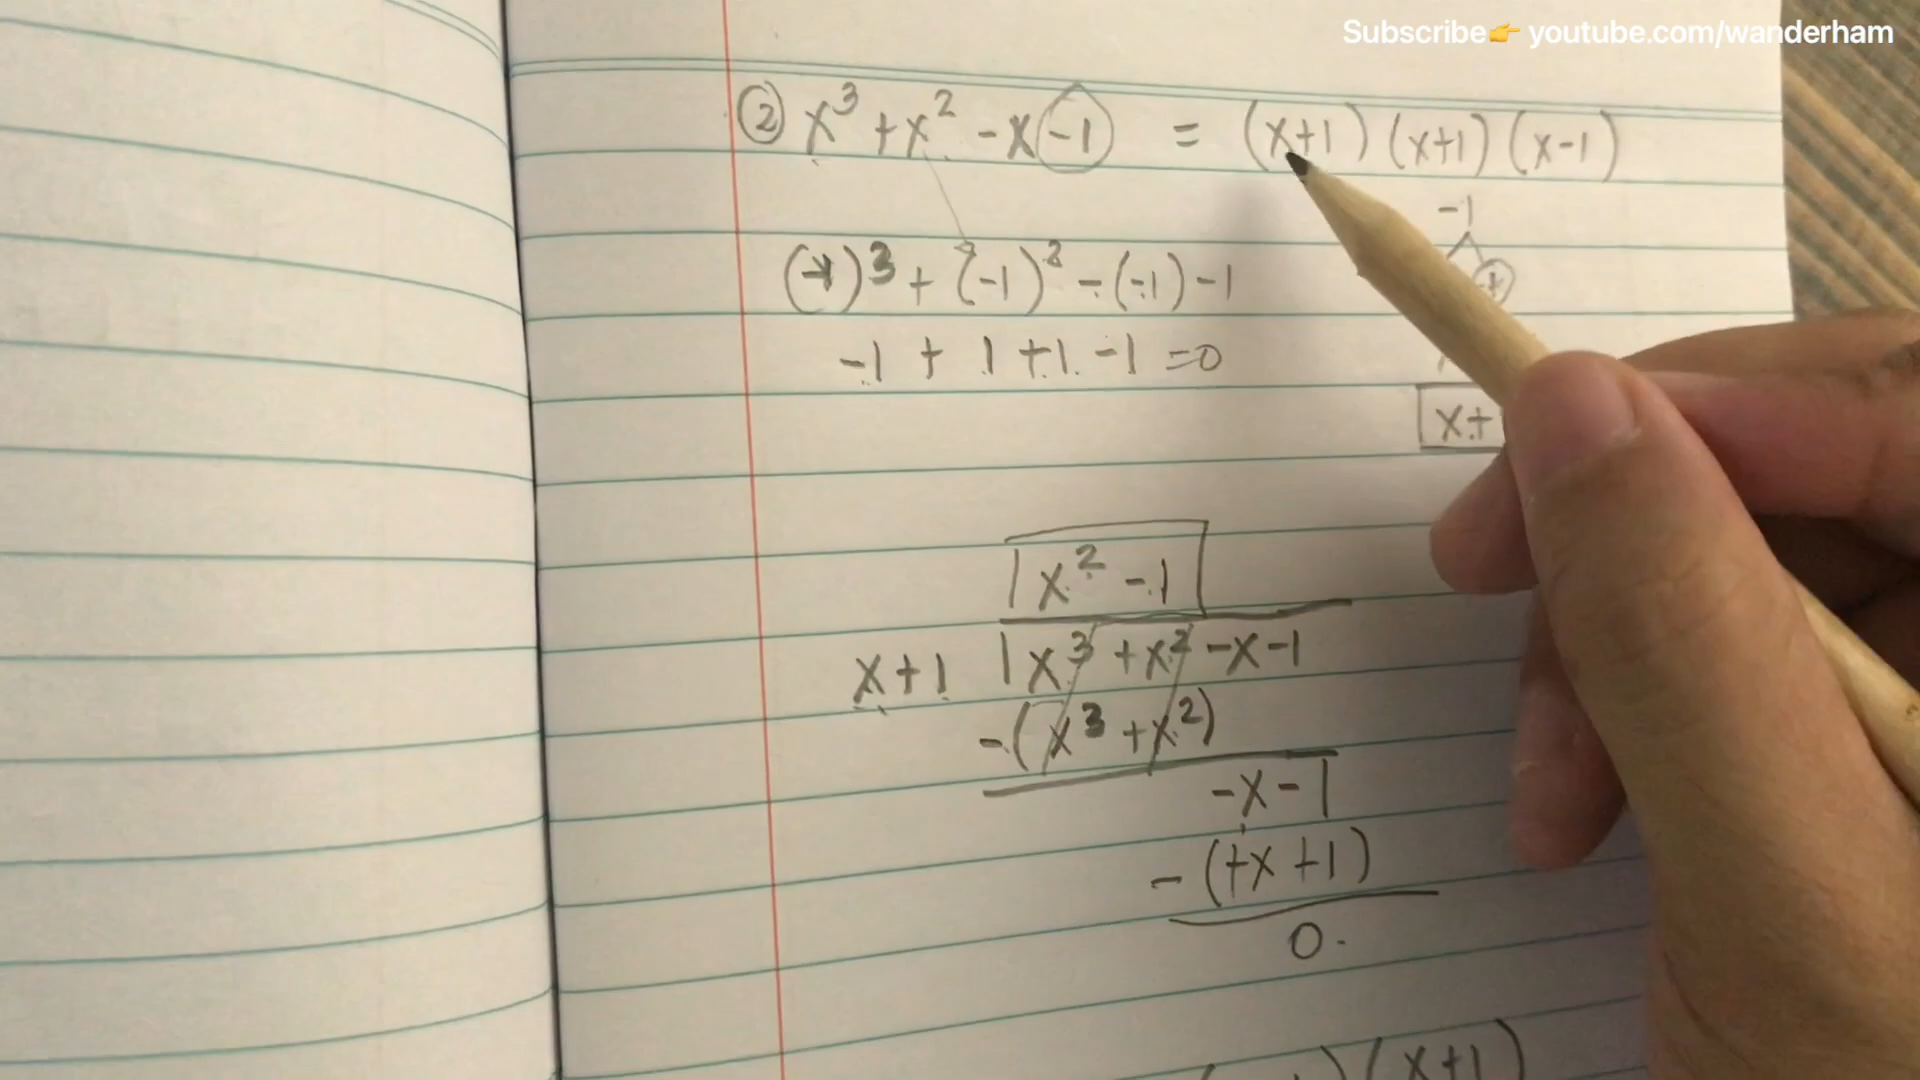 Subscribe👉 youtube.com/wanderham
② x³ + x² - x - 1 = (x+1) (x+1) (x-1)
-1
(-1)³ + (-1)² - (-1) - 1
-1 + 1 + 1 - 1 = 0
x+
x² - 1
x+1 x³ + x² - x - 1
-(x³ + x²)
-x - 1
-(+x + 1)
0.
(x+1)